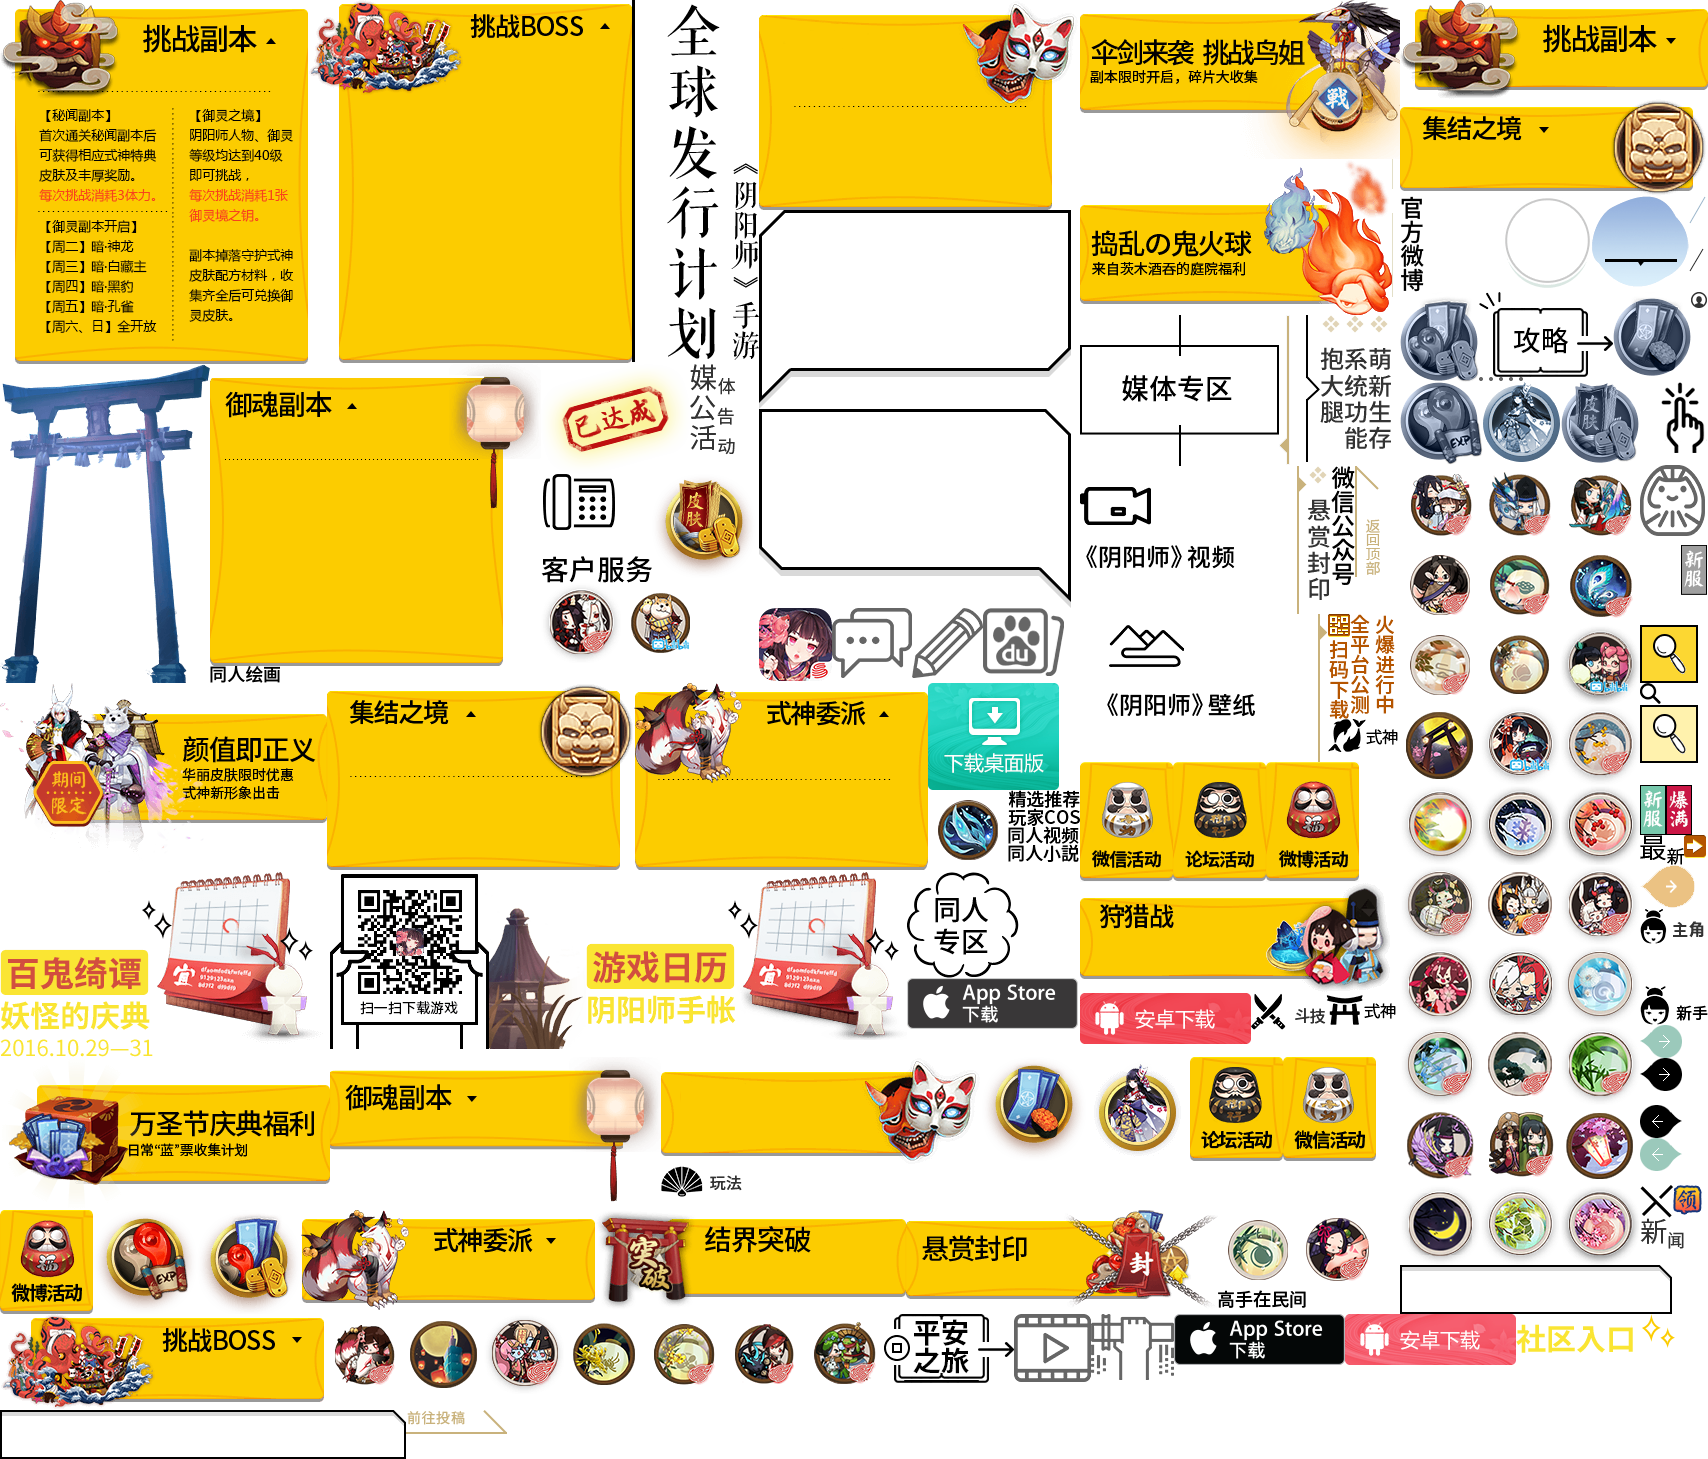 挑战副本
【秘闻副本】
首次通关秘闻副本后
可获得相应式神特典
皮肤及丰厚奖励。
每次挑战消耗3体力。
【御灵副本开启】
【周二】暗·神龙
【周三】暗·白藏主
【周四】暗·黑豹
【周五】暗·孔雀
【周六、日】全开放
【御灵之境】
阴阳师人物、御灵
等级均达到40级
即可挑战，
每次挑战消耗1张
御灵境之钥。
副本掉落守护式神
皮肤配方材料，收
集齐全后可兑换御
灵皮肤。
挑战BOSS
全球发行计划
《阴阳师》手游
伞剑来袭 挑战鸟姐
副本限时开启，碎片大收集
戰
挑战副本
集结之境
捣乱の鬼火球
来自茨木酒吞的庭院福利
官方微博
攻略
御魂副本
已达成
媒体
公告
活动
媒体专区
抱大腿
系统功能
萌新生存
皮肤
EXP
皮肤
客户服务
《阴阳师》视频
微信公众号
悬赏封印
返回顶部
新服
同人绘画
du
《阴阳师》壁纸
火爆进行中
全平台公测
扫码下载
式神
颜值即正义
华丽皮肤限时优惠
式神新形象出击
期间限定
集结之境
式神委派
下载桌面版
精选推荐
玩家COS
同人视频
同人小説
微信活动
论坛活动
微博活动
新服
爆满
最新
主角
百鬼绮谭
妖怪的庆典
2016.10.29—31
扫一扫下载游戏
游戏日历
阴阳师手帐
同人专区
App Store
下载
狩猎战
安卓下载
斗技
式神
新手
万圣节庆典福利
日常“蓝”票收集计划
御魂副本
玩法
论坛活动
微信活动
领
新闻
微博活动
EXP
式神委派
突破
结界突破
悬赏封印
封
高手在民间
挑战BOSS
平安之旅
App Store
下载
安卓下载
社区入口
前往投稿